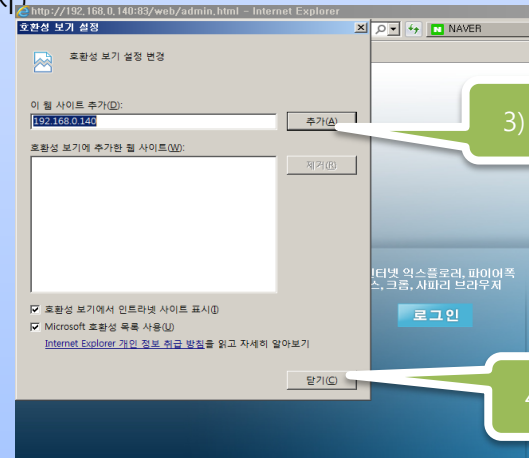 http://192.168.0.140:83/web/admin.html - Internet Explorer
호환성 보기 설정
NAVER
호환성 보기 설정 변경
이 웹 사이트 추가(D):
192.168.0.140
추가(A)
3)
호환성 보기에 추가한 웹 사이트(W):
제거(R)
인터넷 익스플로러, 파이어폭
스, 크롬, 사파리 브라우저
로그인
호환성 보기에서 인트라넷 사이트 표시(I)
Microsoft 호환성 목록 사용(U)
Internet Explorer 개인 정보 취급 방침을 읽고 자세히 알아보기
닫기(C)